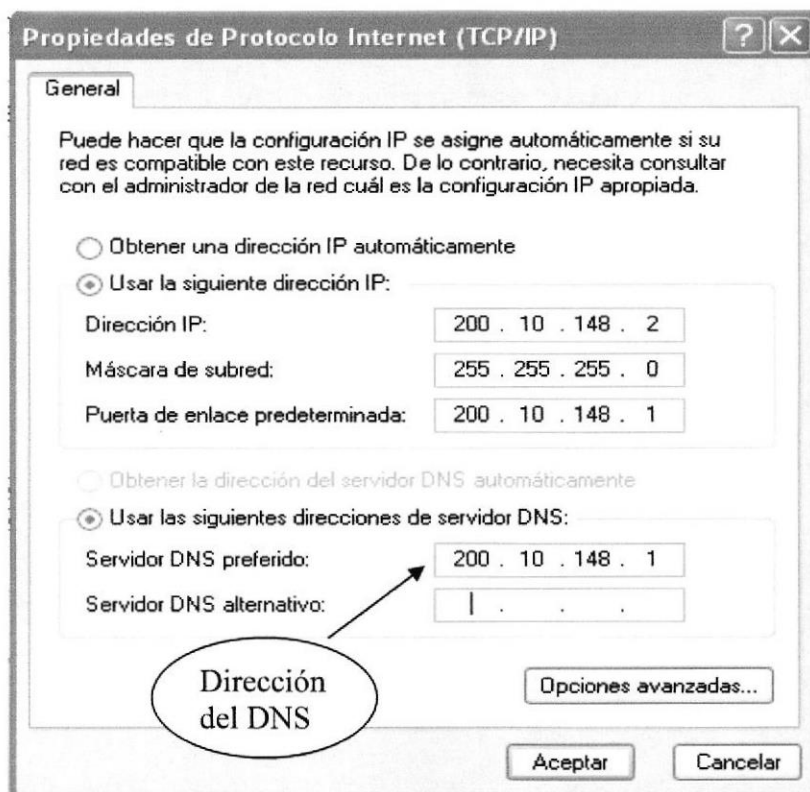 Propiedades de Protocolo Internet (TCP/IP)
General
Puede hacer que la configuración IP se asigne automáticamente si su
red es compatible con este recurso. De lo contrario, necesita consultar
con el administrador de la red cuál es la configuración IP apropiada.
Obtener una dirección IP automáticamente
Usar la siguiente dirección IP:
Dirección IP: 200 . 10 . 148 . 2
Máscara de subred: 255 . 255 . 255 . 0
Puerta de enlace predeterminada: 200 . 10 . 148 . 1
Obtener la dirección del servidor DNS automáticamente
Usar las siguientes direcciones de servidor DNS:
Servidor DNS preferido: 200 . 10 . 148 . 1
Servidor DNS alternativo: . . .
Dirección
del DNS
Opciones avanzadas...
Aceptar Cancelar